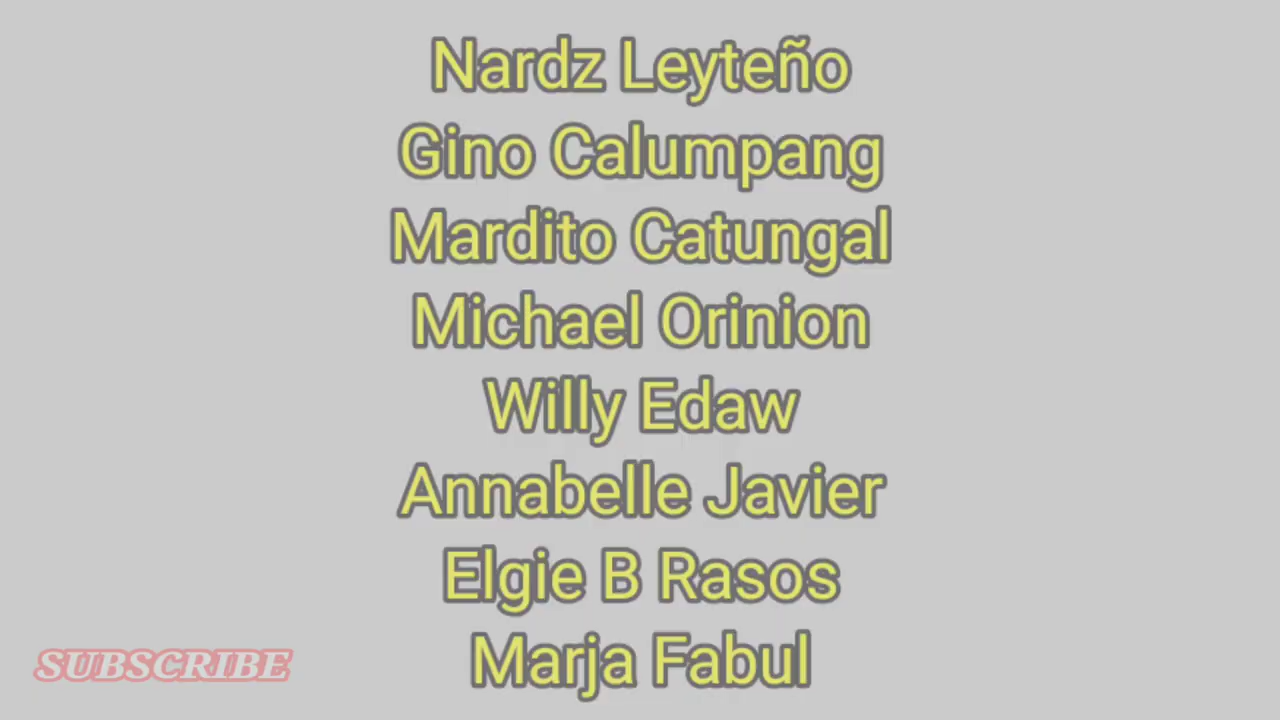 Nardz Leyteño
Gino Calumpang
Mardito Catungal
Michael Orinion
Willy Edaw
Annabelle Javier
Elgie B Rasos
Marja Fabul
SUBSCRIBE